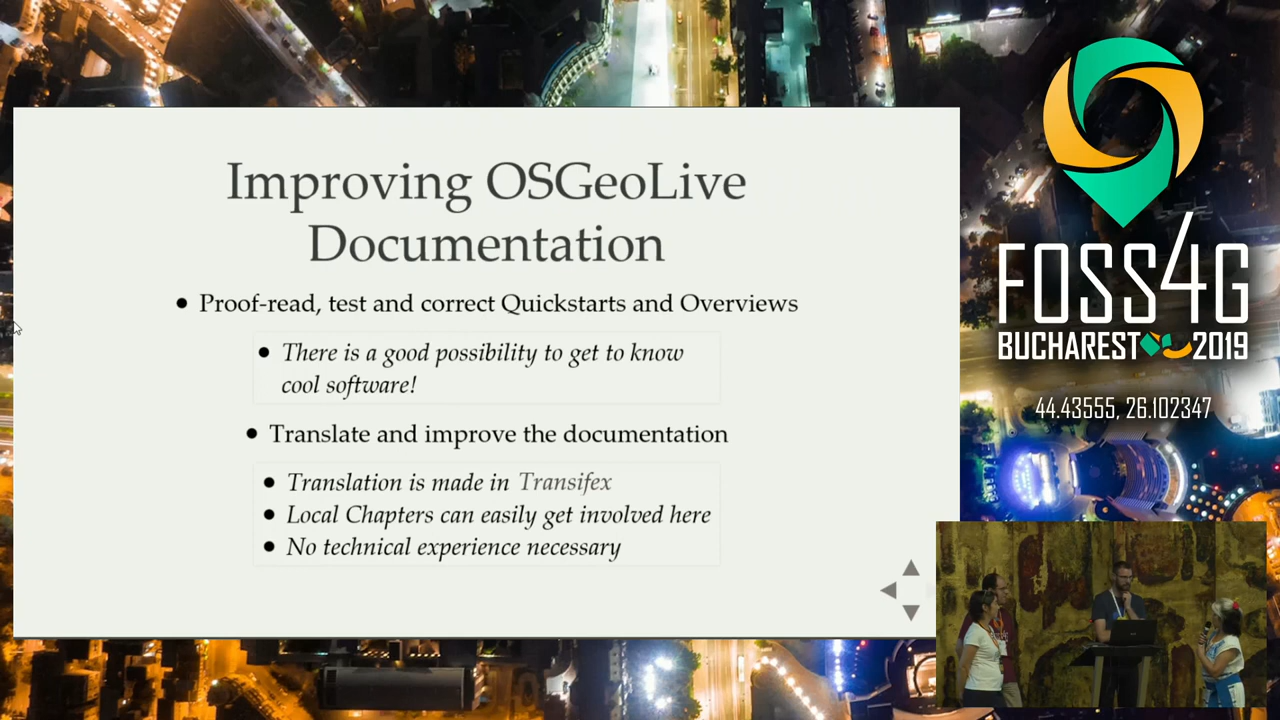 Improving OSGeoLive
Documentation
• Proof-read, test and correct Quickstarts and Overviews
• There is a good possibility to get to know
cool software!
• Translate and improve the documentation
• Translation is made in Transifex
• Local Chapters can easily get involved here
• No technical experience necessary
FOSS4G
BUCHAREST 2019
44.43555, 26.102347